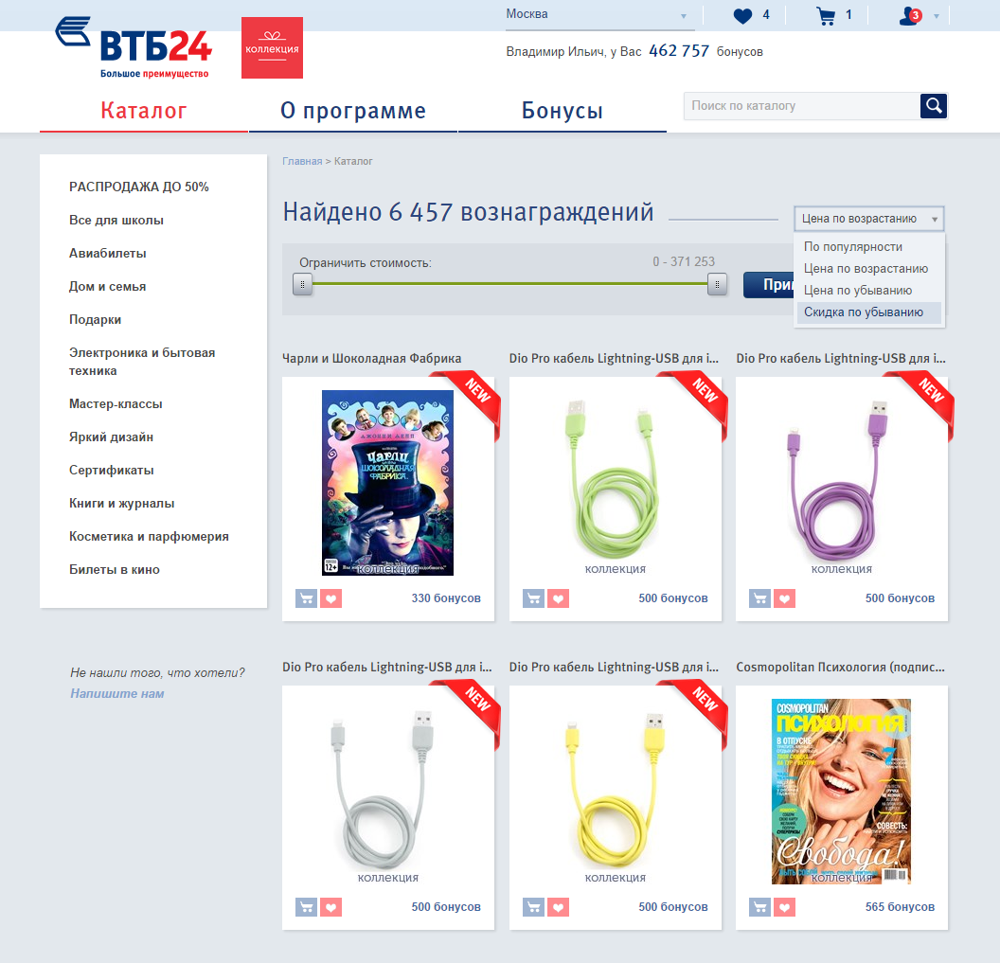 Москва
4
1
3
ВТБ24
Большое преимущество
коллекция
Владимир Ильич, у Вас 462 757 бонусов
Каталог
О программе
Бонусы
Поиск по каталогу
РАСПРОДАЖА ДО 50%
Все для школы
Авиабилеты
Дом и семья
Подарки
Электроника и бытовая
техника
Мастер-классы
Яркий дизайн
Сертификаты
Книги и журналы
Косметика и парфюмерия
Билеты в кино
Не нашли того, что хотели?
Напишите нам
Главная > Каталог
Найдено 6 457 вознаграждений
Цена по возрастанию
По популярности
Цена по возрастанию
Цена по убыванию
Скидка по убыванию
Ограничить стоимость:
0 - 371 253
При
Чарли и Шоколадная Фабрика
NEW
ДЖОННИ ДЕПП
ЧАРЛИ
ШОКОЛАДНАЯ
ФАБРИКА
12+
коллекция
330 бонусов
Dio Pro кабель Lightning-USB для i...
NEW
коллекция
500 бонусов
Dio Pro кабель Lightning-USB для i...
NEW
коллекция
500 бонусов
Dio Pro кабель Lightning-USB для i...
NEW
коллекция
500 бонусов
Dio Pro кабель Lightning-USB для i...
NEW
коллекция
500 бонусов
Cosmopolitan Психология (подпис...
COSMOPOLITAN
ПСИХОЛОГИЯ
В ОТПУСКЕ
7
СОВЕСТЬ:
Свобода!
коллекция
565 бонусов